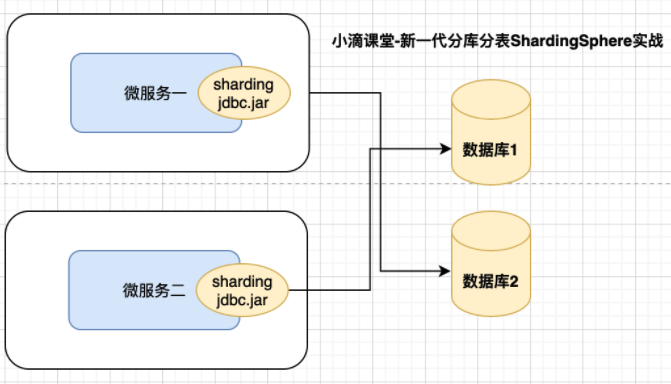 小滴课堂-新一代分库分表ShardingSphere实战
微服务一
sharding
jdbc.jar
数据库1
微服务二
sharding
jdbc.jar
数据库2